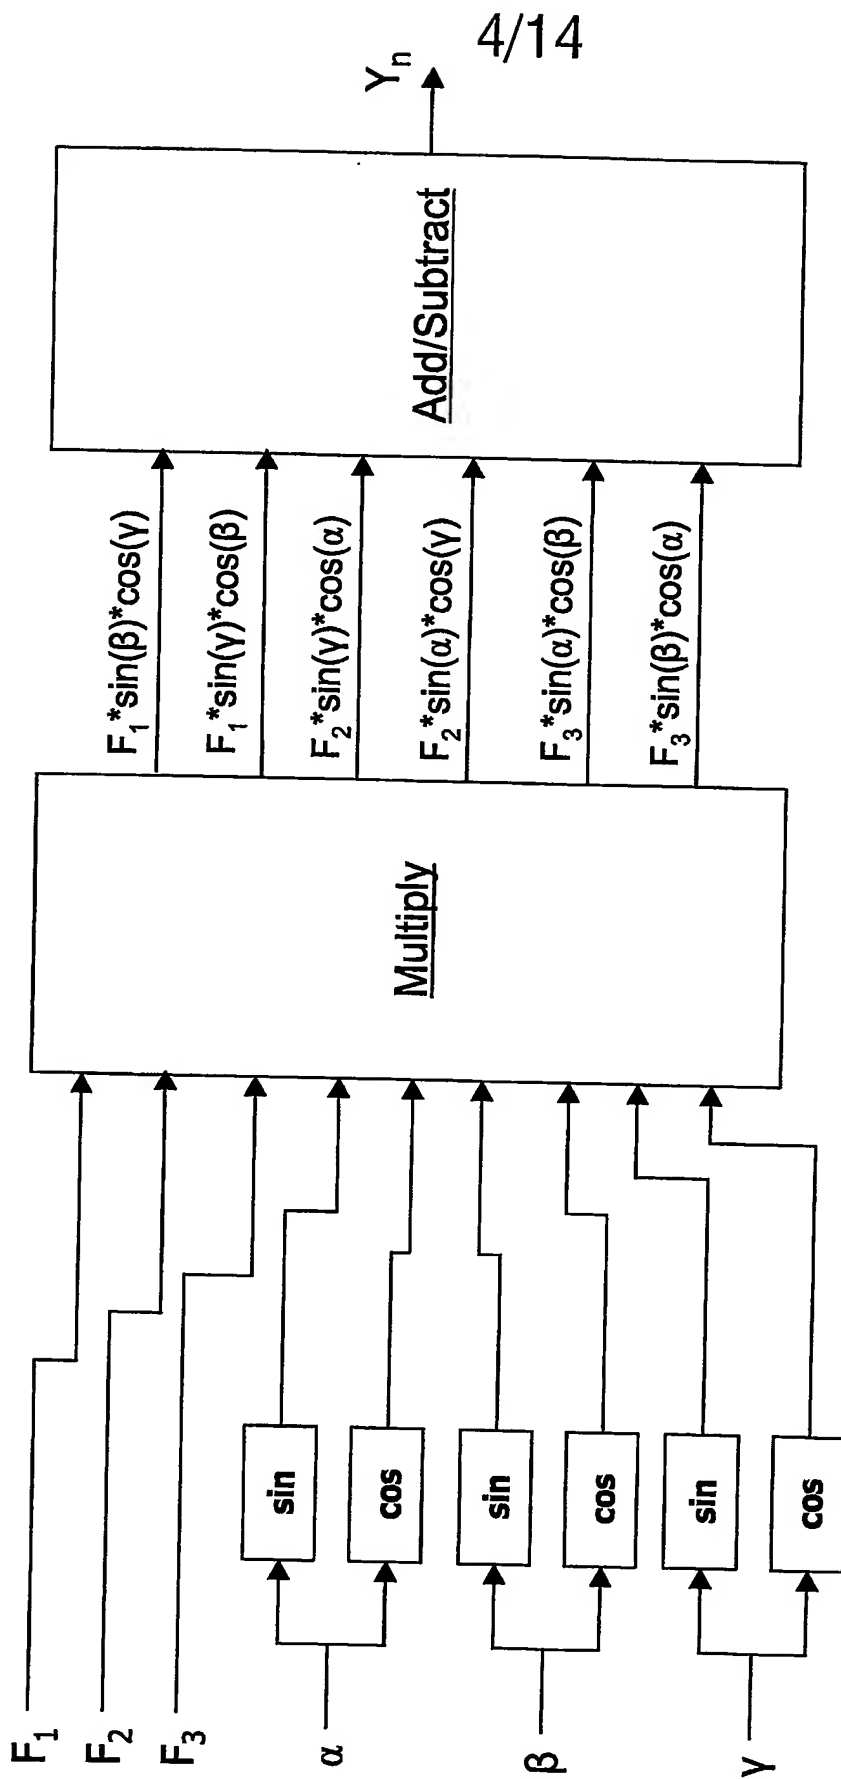 4/14
F₁
F₂
F₃
α
β
γ
sin
cos
sin
cos
sin
cos
Multiply
F₁*sin(β)*cos(γ)
F₁*sin(γ)*cos(β)
F₂*sin(γ)*cos(α)
F₂*sin(α)*cos(γ)
F₃*sin(α)*cos(β)
F₃*sin(β)*cos(α)
Add/Subtract
Yₙ